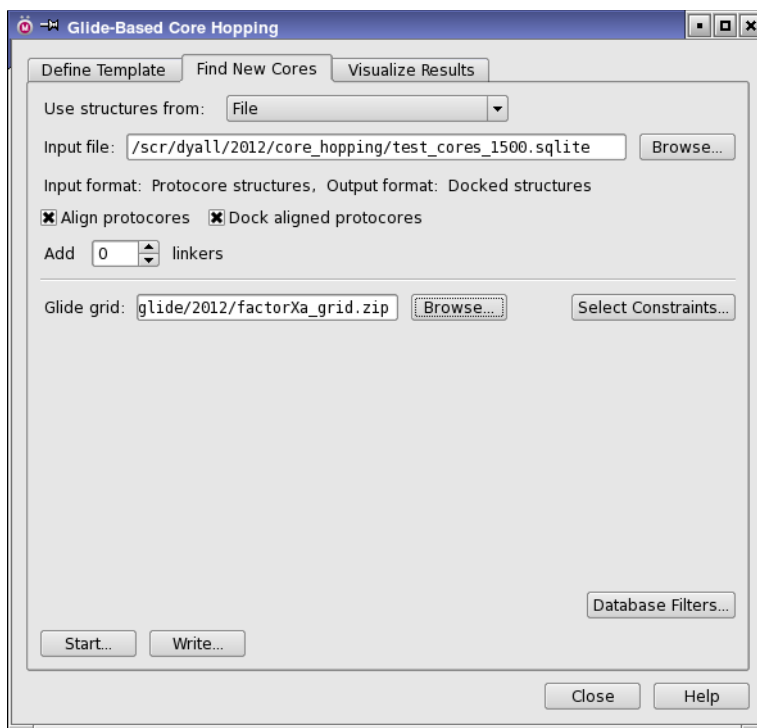 Glide-Based Core Hopping
Define Template Find New Cores Visualize Results
Use structures from: File
Input file: /scr/dyall/2012/core_hopping/test_cores_1500.sqlite Browse...
Input format: Protocore structures, Output format: Docked structures
Align protocores Dock aligned protocores
Add 0 linkers
Glide grid: glide/2012/factorXa_grid.zip Browse... Select Constraints...
Database Filters...
Start... Write...
Close Help